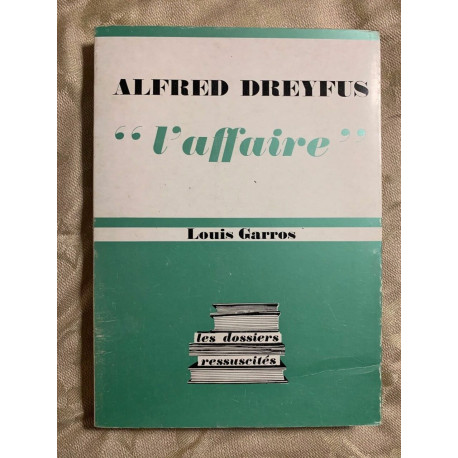 ALFRED DREYFUS
“l’affaire”
Louis Garros
les dossiers
ressuscités